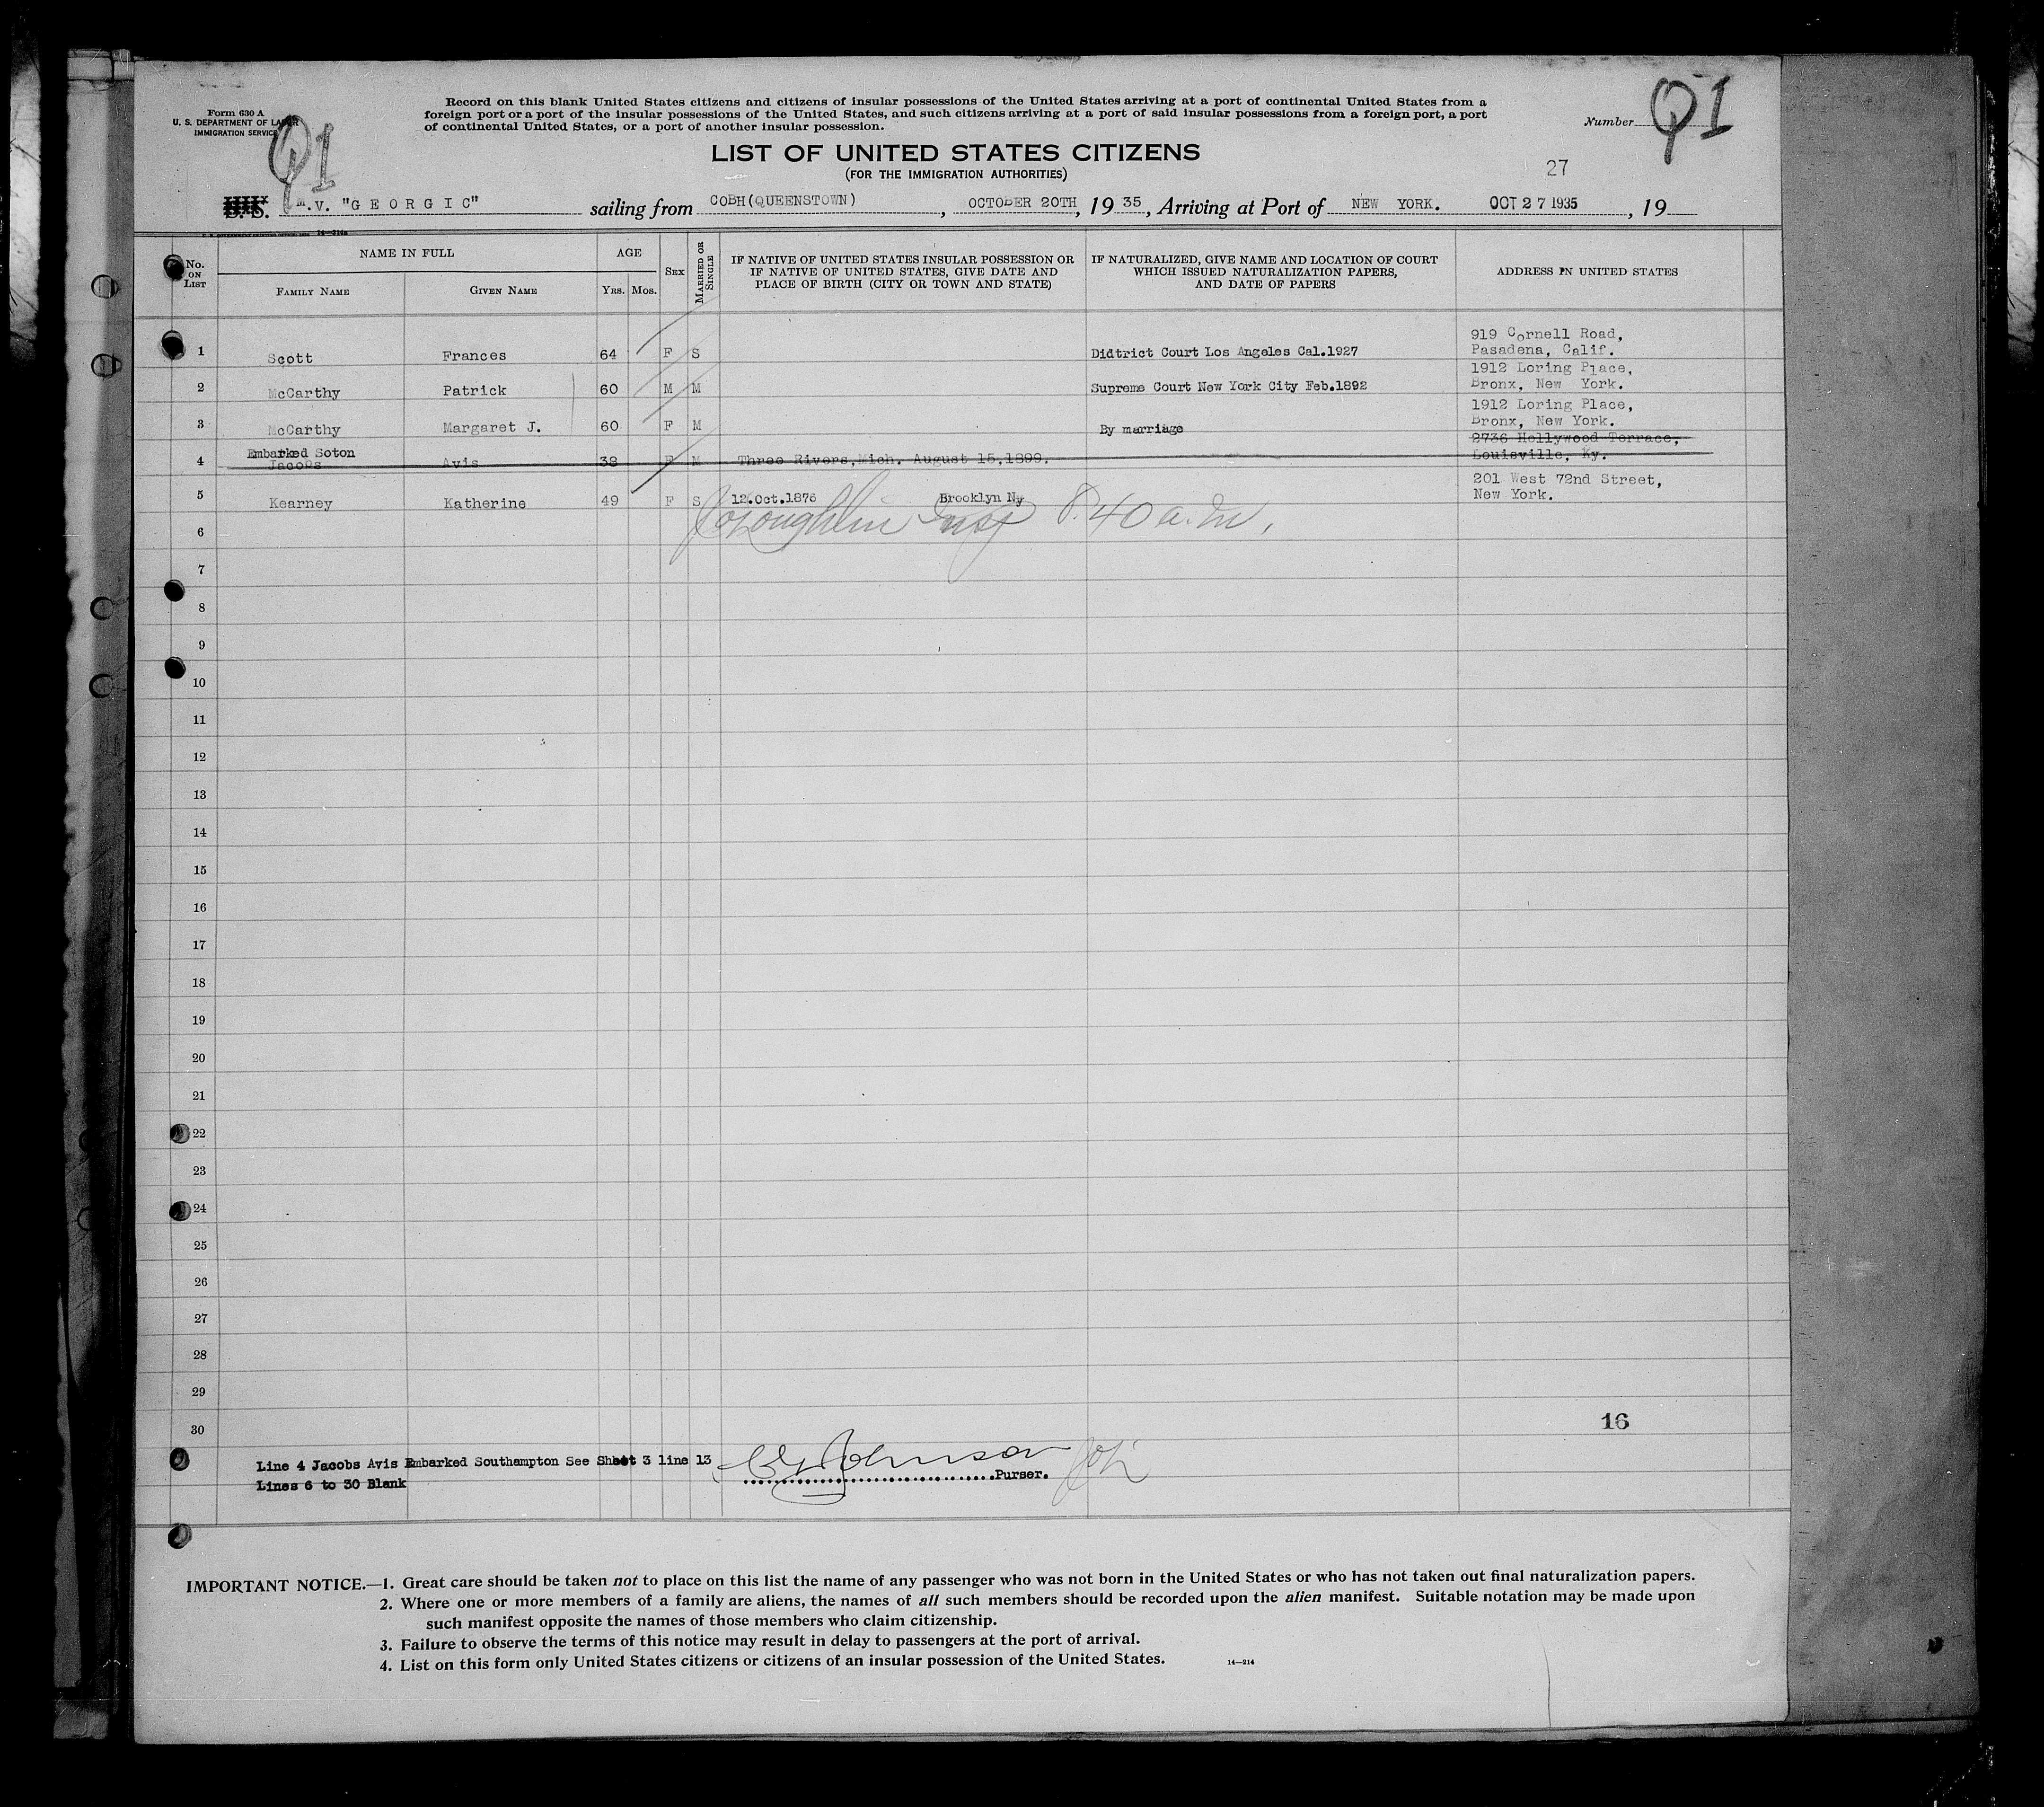 Form 630 A
U. S. DEPARTMENT OF LABOR
IMMIGRATION SERVICE
Q1
Record on this blank United States citizens and citizens of insular possessions of the United States arriving at a port of continental United States from a
foreign port or a port of the insular possessions of the United States, and such citizens arriving at a port of said insular possessions from a foreign port, a port
of continental United States, or a port of another insular possession.
Number Q1
LIST OF UNITED STATES CITIZENS
(FOR THE IMMIGRATION AUTHORITIES)
27
S. S. M.V. "GEORGIC" sailing from COBH(QUEENSTOWN), OCTOBER 20TH, 1935, Arriving at Port of NEW YORK. OCT 27 1935, 19
No. ON LIST
NAME IN FULL
FAMILY NAME GIVEN NAME
AGE
YRS. MOS.
SEX
MARRIED OR SINGLE
IF NATIVE OF UNITED STATES INSULAR POSSESSION OR
IF NATIVE OF UNITED STATES, GIVE DATE AND
PLACE OF BIRTH (CITY OR TOWN AND STATE)
IF NATURALIZED, GIVE NAME AND LOCATION OF COURT
WHICH ISSUED NATURALIZATION PAPERS,
AND DATE OF PAPERS
ADDRESS IN UNITED STATES
919 Cornell Road,
1 Scott Frances 64 F S Didtrict Court Los Angeles Cal.1927 Pasadena, Calif.
1912 Loring Place,
2 McCarthy Patrick 60 M M Supreme Court New York City Feb.1892 Bronx, New York.
1912 Loring Place,
3 McCarthy Margaret J. 60 F M By marriage Bronx, New York.
Embarked Soton 2736 Hollywood Terrace,
4 Jacobs Avis 38 F M Three Rivers,Mich. August 15,1899. Louisville, Ky.
201 West 72nd Street,
5 Kearney Katherine 49 F S 12.Oct.1876 Brooklyn Ny New York.
6 Insp 8.40 a.m.
7
8
9
10
11
12
13
14
15
16
17
18
19
20
21
22
23
24
25
26
27
28
29
30
16
Line 4 Jacobs Avis Embarked Southampton See Sheet 3 line 13
Johnson Purser.
Lines 6 to 30 Blank
IMPORTANT NOTICE.—1. Great care should be taken not to place on this list the name of any passenger who was not born in the United States or who has not taken out final naturalization papers.
2. Where one or more members of a family are aliens, the names of all such members should be recorded upon the alien manifest. Suitable notation may be made upon
such manifest opposite the names of those members who claim citizenship.
3. Failure to observe the terms of this notice may result in delay to passengers at the port of arrival.
4. List on this form only United States citizens or citizens of an insular possession of the United States. 14—214